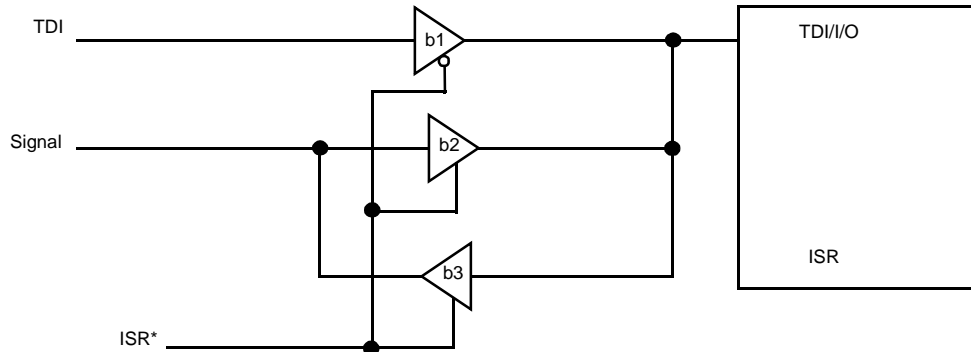 TDI
b1
TDI/I/O
Signal
b2
b3
ISR
ISR*